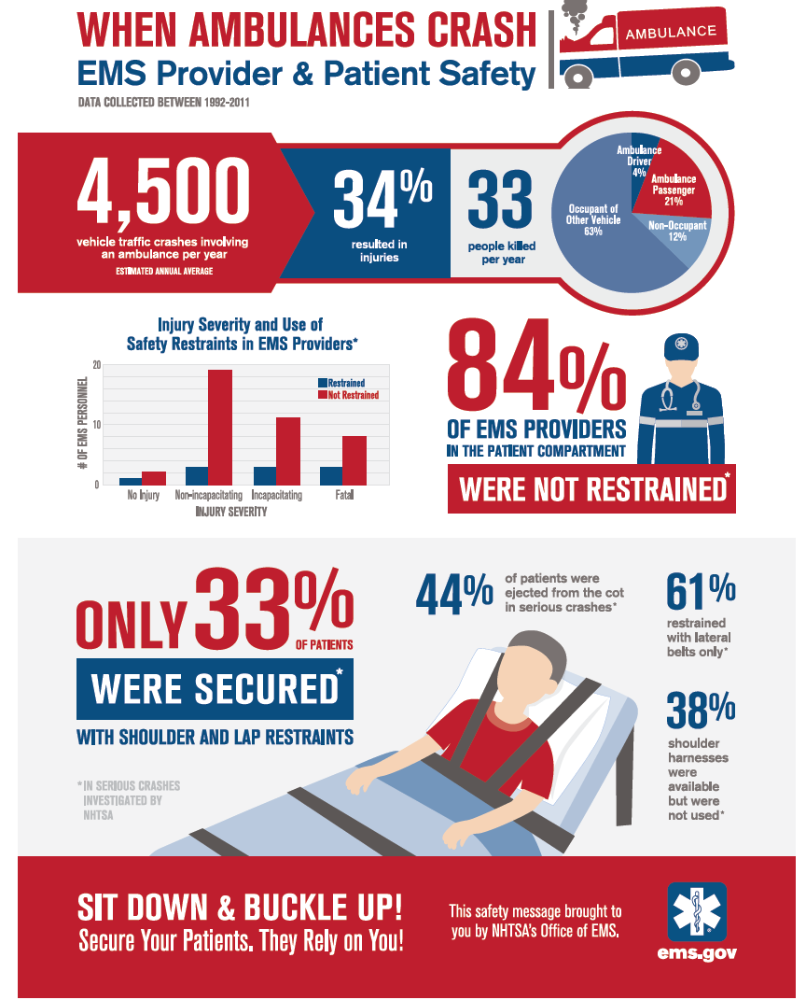 WHEN AMBULANCES CRASH
EMS Provider & Patient Safety
DATA COLLECTED BETWEEN 1992-2011
AMBULANCE
4,500
vehicle traffic crashes involving
an ambulance per year
ESTIMATED ANNUAL AVERAGE
34%
resulted in
injuries
33
people killed
per year
Ambulance
Driver
4%
Ambulance
Passenger
21%
Non-Occupant
12%
Occupant of
Other Vehicle
63%
Injury Severity and Use of
Safety Restraints in EMS Providers*
# OF EMS PERSONNEL
20
10
0
Restrained
Not Restrained
No Injury
Non-incapacitating
Incapacitating
Fatal
INJURY SEVERITY
84%
OF EMS PROVIDERS
IN THE PATIENT COMPARTMENT
WERE NOT RESTRAINED*
ONLY 33%
OF PATIENTS
WERE SECURED*
WITH SHOULDER AND LAP RESTRAINTS
*IN SERIOUS CRASHES
INVESTIGATED BY
NHTSA
44%
of patients were
ejected from the cot
in serious crashes*
61%
restrained
with lateral
belts only*
38%
shoulder
harnesses
were
available
but were
not used*
SIT DOWN & BUCKLE UP!
Secure Your Patients. They Rely on You!
This safety message brought to
you by NHTSA's Office of EMS.
ems.gov